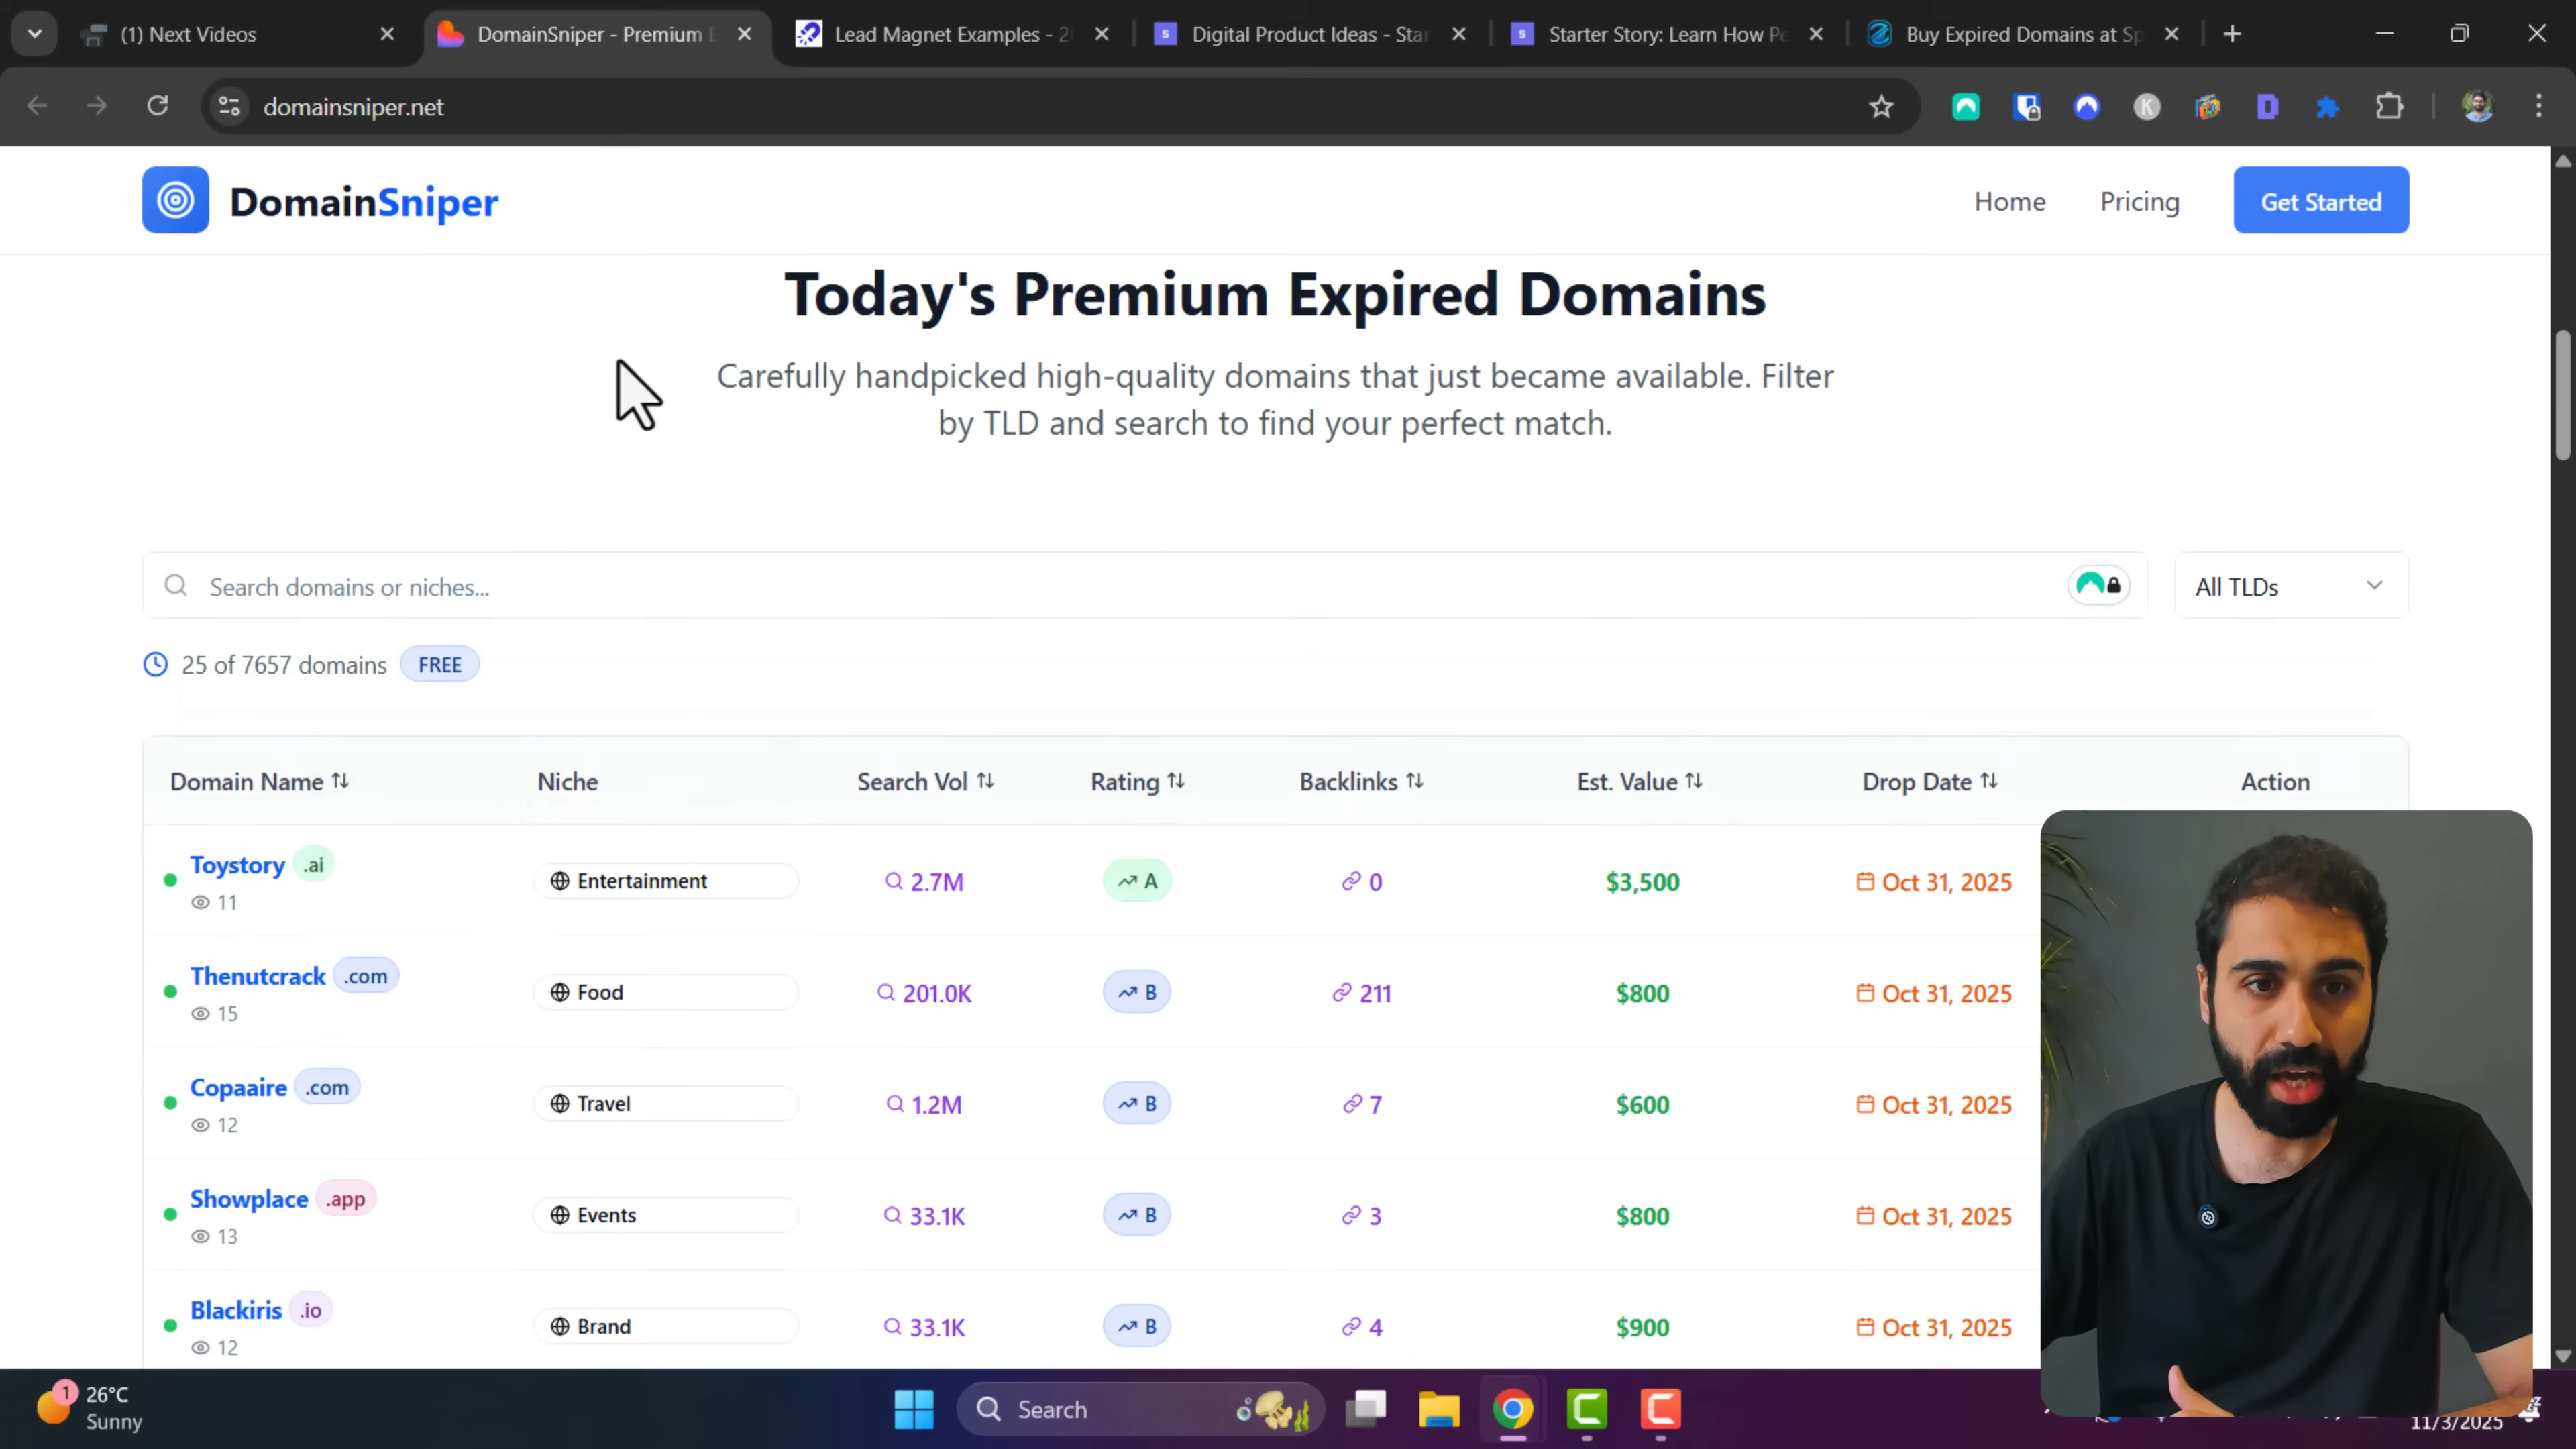 (1) Next Videos
DomainSniper - Premium E
Lead Magnet Examples - 2
Digital Product Ideas - Star
Starter Story: Learn How Pe
Buy Expired Domains at Sp
domainsniper.net
DomainSniper
Home
Pricing
Get Started
Today's Premium Expired Domains
Carefully handpicked high-quality domains that just became available. Filter
by TLD and search to find your perfect match.
Search domains or niches...
All TLDs
25 of 7657 domains FREE
Domain Name Niche Search Vol Rating Backlinks Est. Value Drop Date Action
Toystory .ai Entertainment 2.7M A 0 $3,500 Oct 31, 2025
11
Thenutcrack .com Food 201.0K B 211 $800 Oct 31, 2025
15
Copaaire .com Travel 1.2M B 7 $600 Oct 31, 2025
12
Showplace .app Events 33.1K B 3 $800 Oct 31, 2025
13
Blackiris .io Brand 33.1K B 4 $900 Oct 31, 2025
12
1
26°C
Sunny
Search
11/3/2025